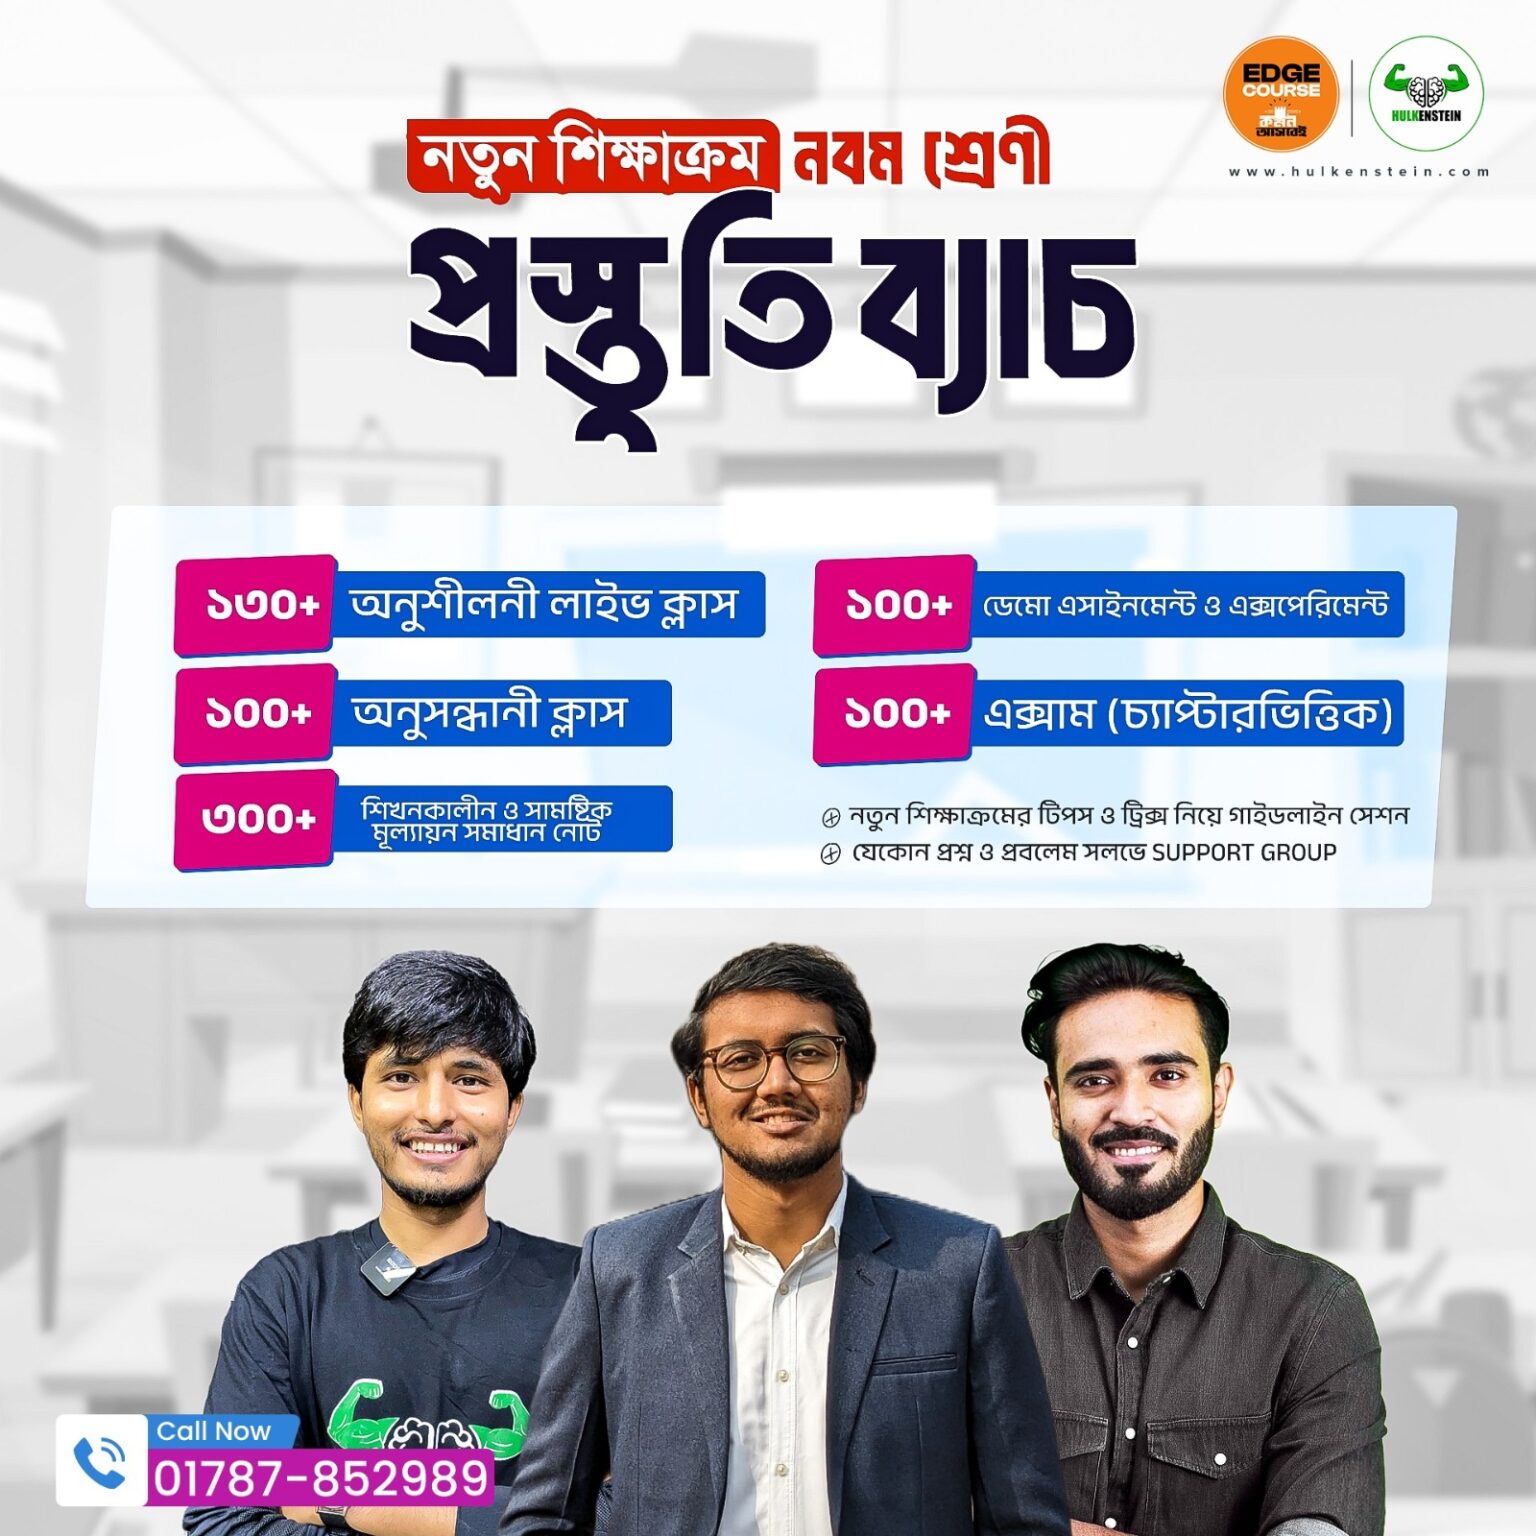 EDGE
COURSE
কমন
আসবেই
HULKENSTEIN
www.hulkenstein.com
নতুন শিক্ষাক্রম নবম শ্রেণী
প্রস্তুতি ব্যাচ
১৩০+ অনুশীলনী লাইভ ক্লাস
১০০+ অনুসন্ধানী ক্লাস
৩০০+ শিখনকালীন ও সামষ্টিক
মূল্যায়ন সমাধান নোট
১০০+ ডেমো এসাইনমেন্ট ও এক্সপেরিমেন্ট
১০০+ এক্সাম (চ্যাপ্টারভিত্তিক)
নতুন শিক্ষাক্রমের টিপস ও ট্রিক্স নিয়ে গাইডলাইন সেশন
যেকোন প্রশ্ন ও প্রবলেম সলভে SUPPORT GROUP
Call Now
01787-852989